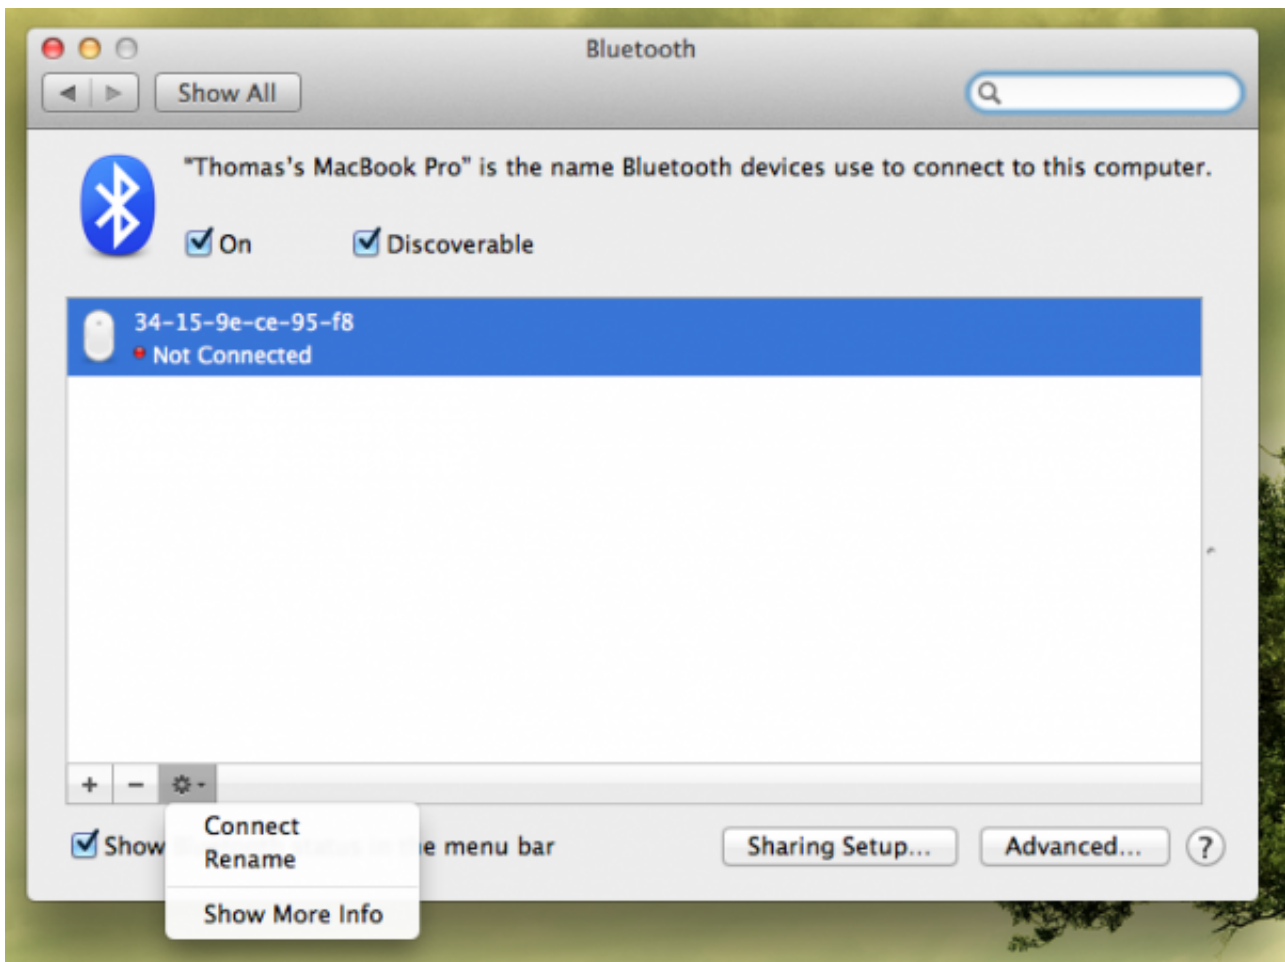 Bluetooth
Show All
"Thomas's MacBook Pro" is the name Bluetooth devices use to connect to this computer.
On
Discoverable
34-15-9e-ce-95-f8
Not Connected
+ -
Connect
Rename
Show More Info
Show e menu bar
Sharing Setup...
Advanced...
?